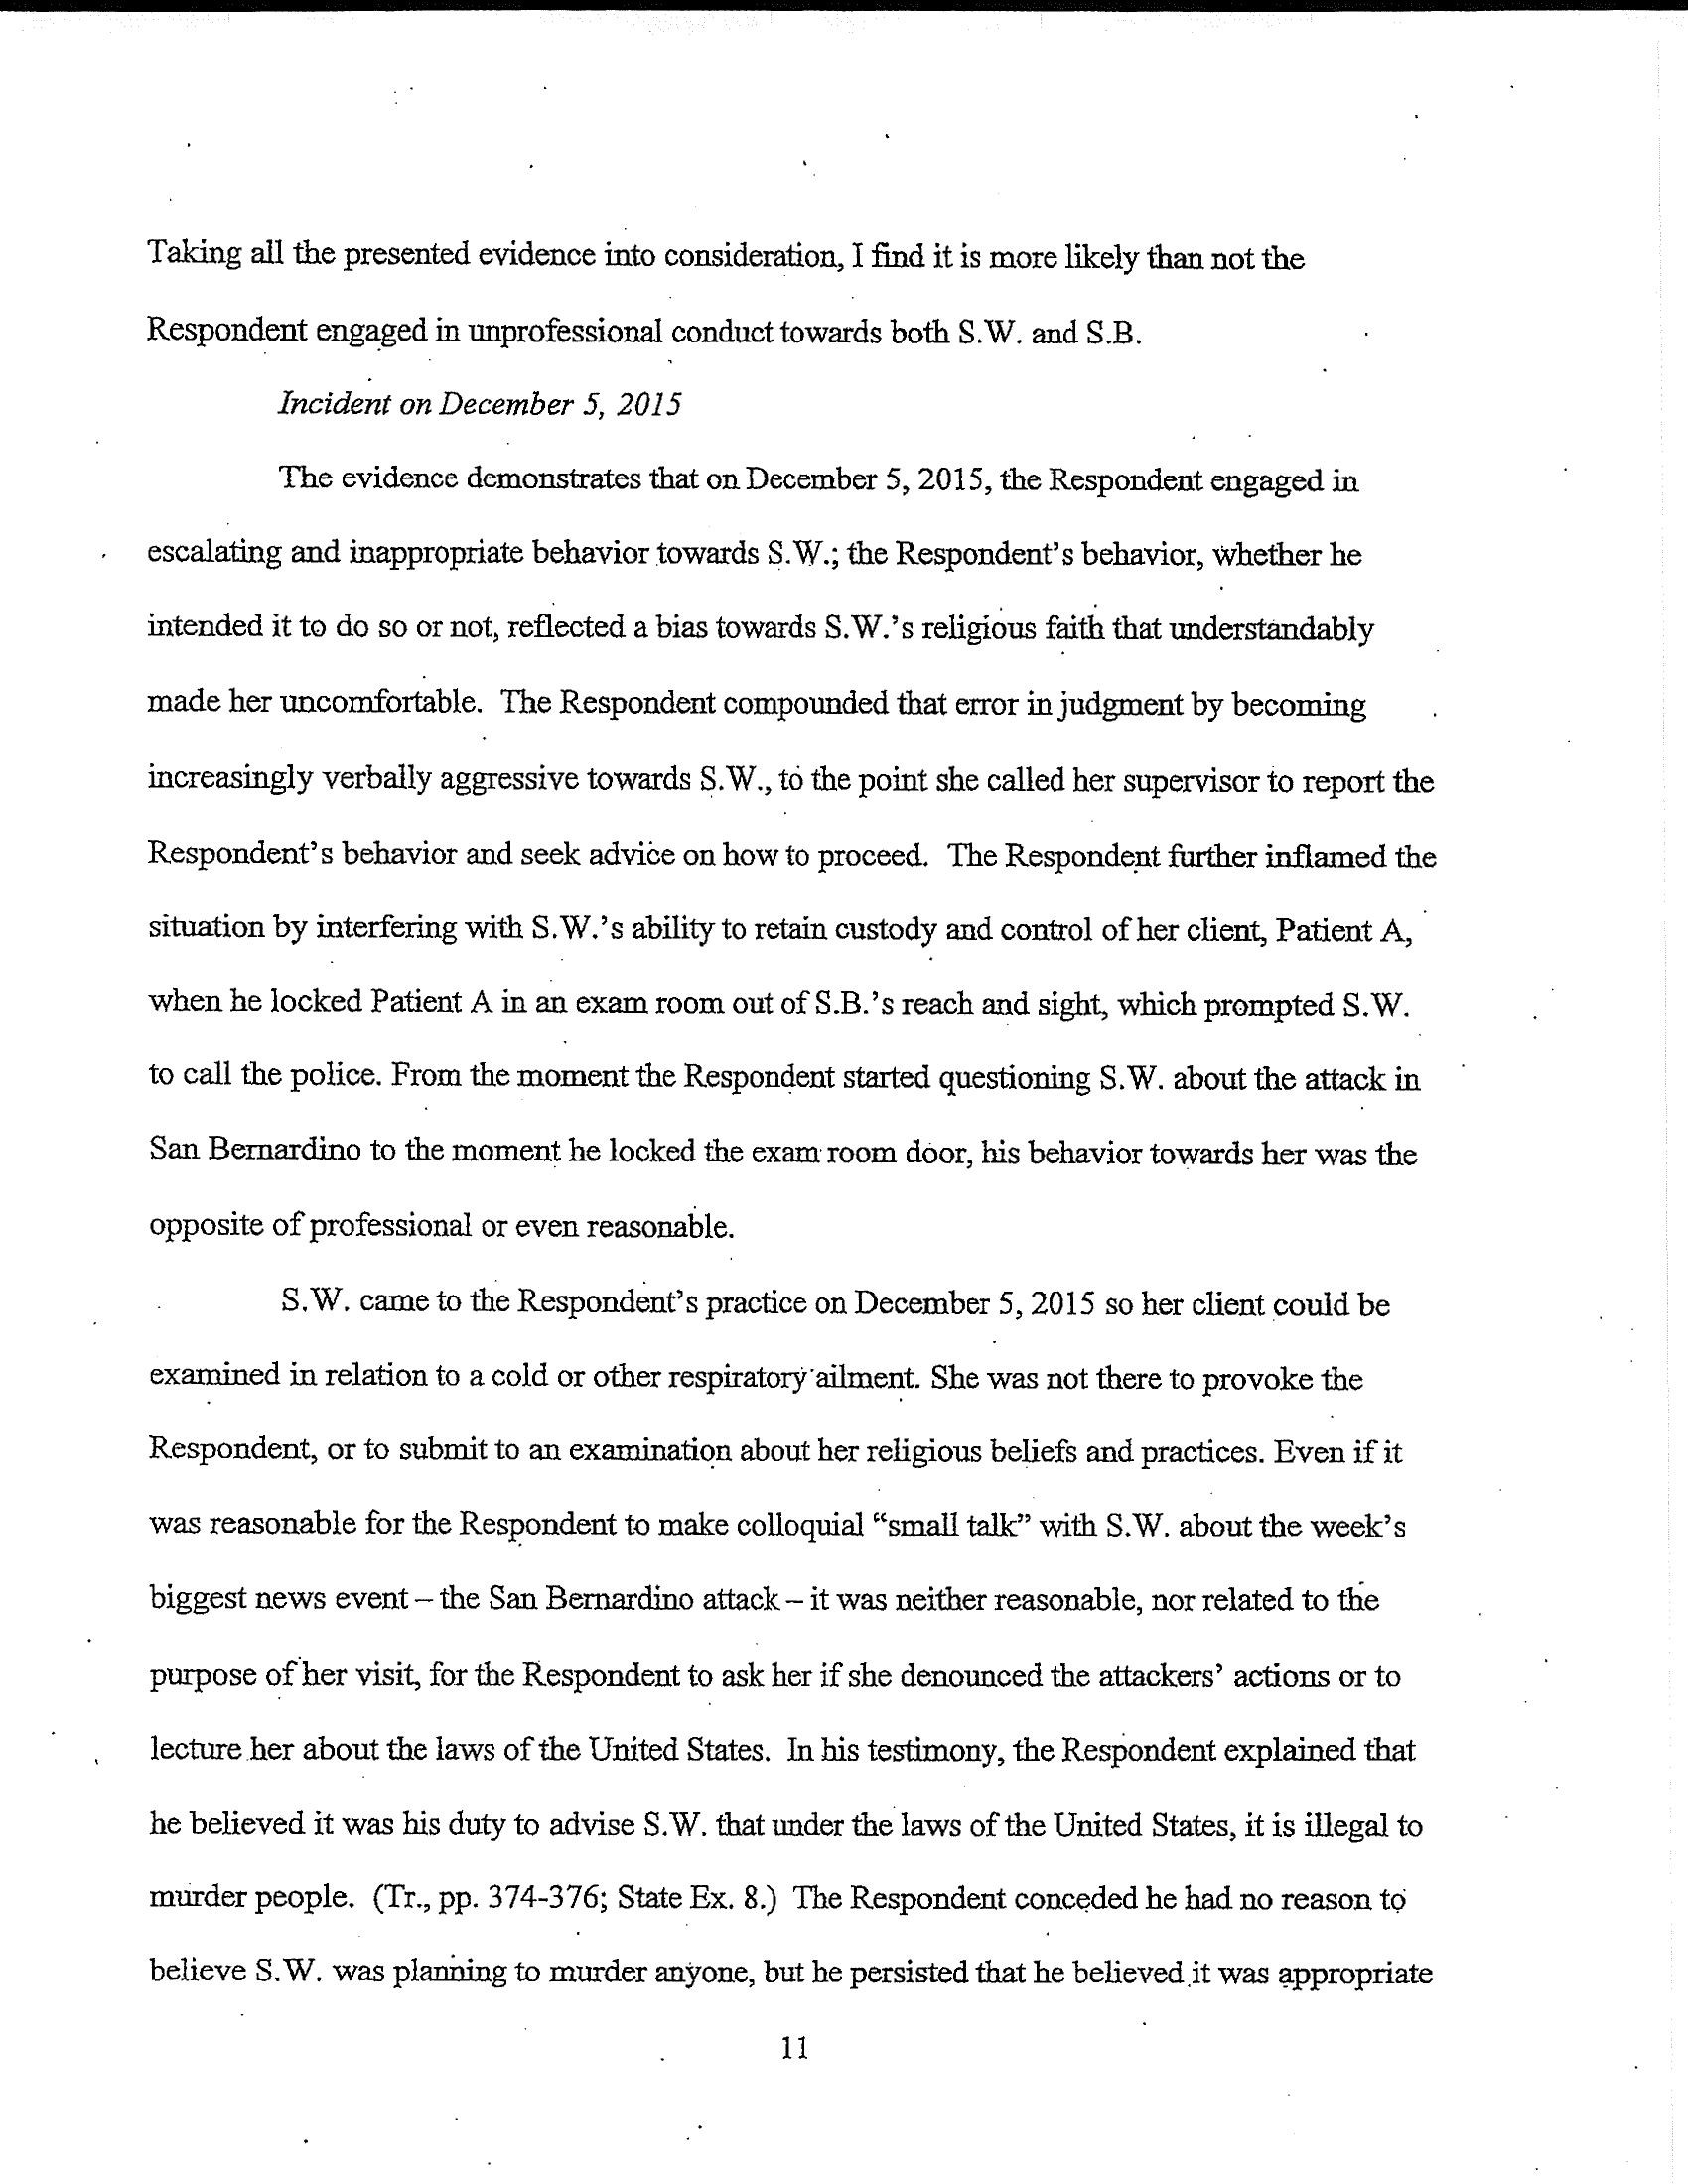 Taking all the presented evidence into consideration, I find it is more likely than not the
Respondent engaged in unprofessional conduct towards both S.W. and S.B.
Incident on December 5, 2015
The evidence demonstrates that on December 5, 2015, the Respondent engaged in
escalating and inappropriate behavior towards S.W.; the Respondent's behavior, whether he
intended it to do so or not, reflected a bias towards S.W.'s religious faith that understandably
made her uncomfortable.  The Respondent compounded that error in judgment by becoming
increasingly verbally aggressive towards S.W., to the point she called her supervisor to report the
Respondent's behavior and seek advice on how to proceed.  The Respondent further inflamed the
situation by interfering with S.W.'s ability to retain custody and control of her client, Patient A,
when he locked Patient A in an exam room out of S.B.'s reach and sight, which prompted S.W.
to call the police. From the moment the Respondent started questioning S.W. about the attack in
San Bernardino to the moment he locked the exam room door, his behavior towards her was the
opposite of professional or even reasonable.
S.W. came to the Respondent's practice on December 5, 2015 so her client could be
examined in relation to a cold or other respiratory ailment. She was not there to provoke the
Respondent, or to submit to an examination about her religious beliefs and practices. Even if it
was reasonable for the Respondent to make colloquial “small talk” with S.W. about the week's
biggest news event – the San Bernardino attack – it was neither reasonable, nor related to the
purpose of her visit, for the Respondent to ask her if she denounced the attackers' actions or to
lecture her about the laws of the United States.  In his testimony, the Respondent explained that
he believed it was his duty to advise S.W. that under the laws of the United States, it is illegal to
murder people.  (Tr., pp. 374-376; State Ex. 8.)  The Respondent conceded he had no reason to
believe S.W. was planning to murder anyone, but he persisted that he believed it was appropriate
11